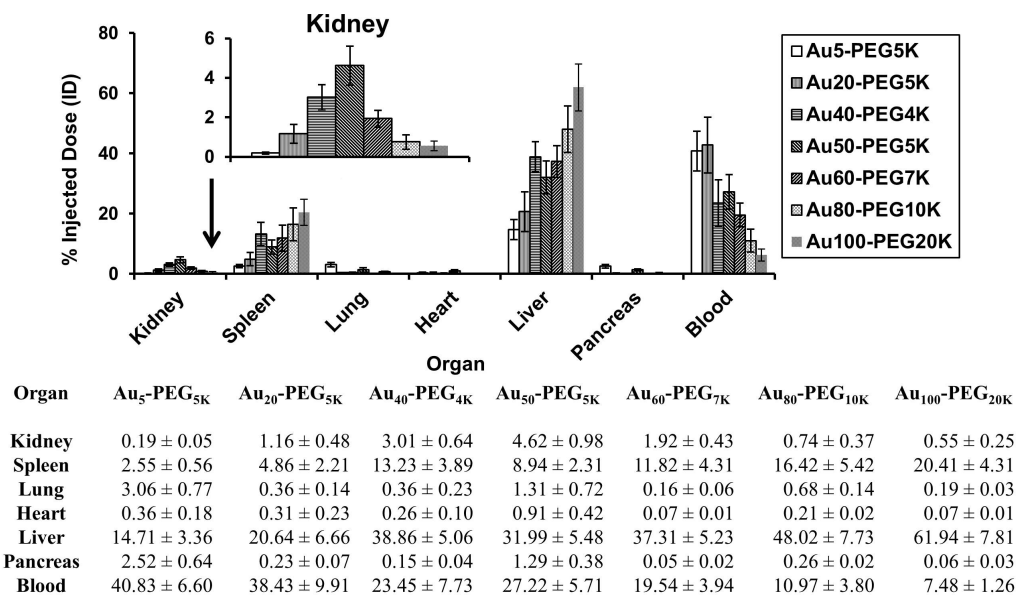 Kidney
80
60
40
20
0
% Injected Dose (ID)
6
4
2
0
Au5-PEG5K
Au20-PEG5K
Au40-PEG4K
Au50-PEG5K
Au60-PEG7K
Au80-PEG10K
Au100-PEG20K
Kidney Spleen Lung Heart Liver Pancreas Blood
Organ
Organ Au5-PEG5K Au20-PEG5K Au40-PEG4K Au50-PEG5K Au60-PEG7K Au80-PEG10K Au100-PEG20K
Kidney 0.19 ± 0.05 1.16 ± 0.48 3.01 ± 0.64 4.62 ± 0.98 1.92 ± 0.43 0.74 ± 0.37 0.55 ± 0.25
Spleen 2.55 ± 0.56 4.86 ± 2.21 13.23 ± 3.89 8.94 ± 2.31 11.82 ± 4.31 16.42 ± 5.42 20.41 ± 4.31
Lung 3.06 ± 0.77 0.36 ± 0.14 0.36 ± 0.23 1.31 ± 0.72 0.16 ± 0.06 0.68 ± 0.14 0.19 ± 0.03
Heart 0.36 ± 0.18 0.31 ± 0.23 0.26 ± 0.10 0.91 ± 0.42 0.07 ± 0.01 0.21 ± 0.02 0.07 ± 0.01
Liver 14.71 ± 3.36 20.64 ± 6.66 38.86 ± 5.06 31.99 ± 5.48 37.31 ± 5.23 48.02 ± 7.73 61.94 ± 7.81
Pancreas 2.52 ± 0.64 0.23 ± 0.07 0.15 ± 0.04 1.29 ± 0.38 0.05 ± 0.02 0.26 ± 0.02 0.06 ± 0.03
Blood 40.83 ± 6.60 38.43 ± 9.91 23.45 ± 7.73 27.22 ± 5.71 19.54 ± 3.94 10.97 ± 3.80 7.48 ± 1.26